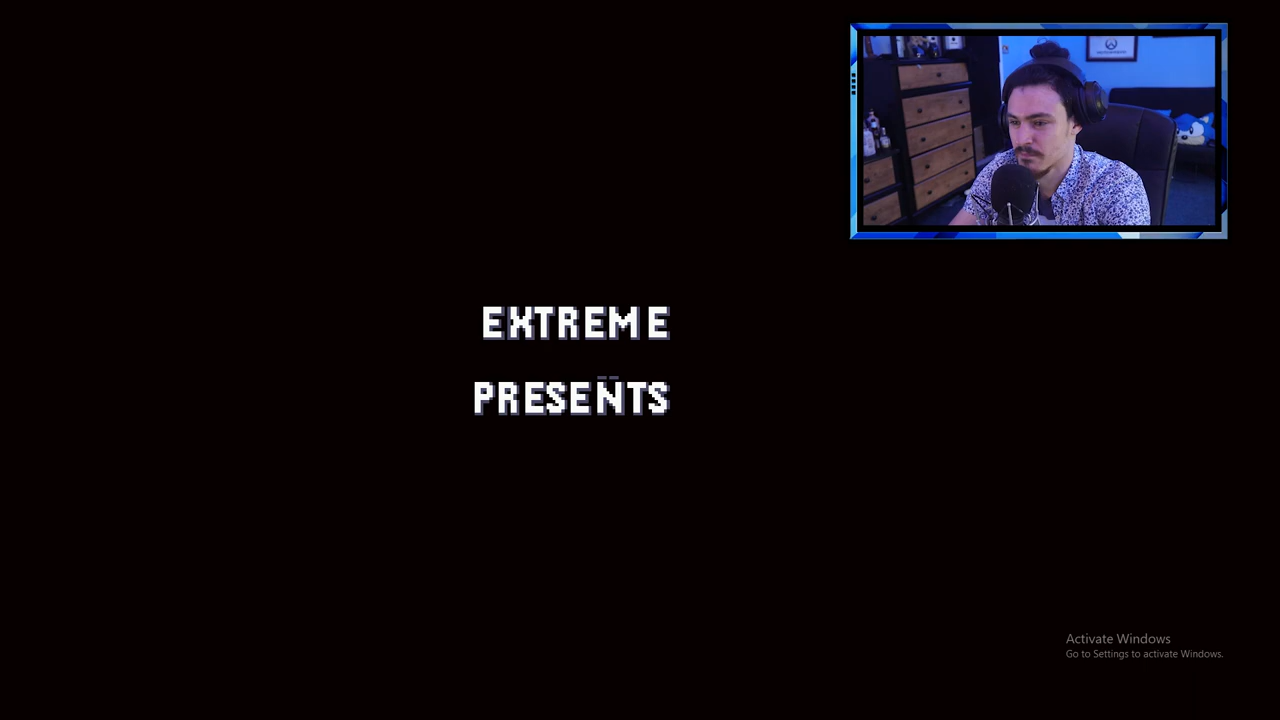 EXTREME
PRESENTS
Activate Windows
Go to Settings to activate Windows.